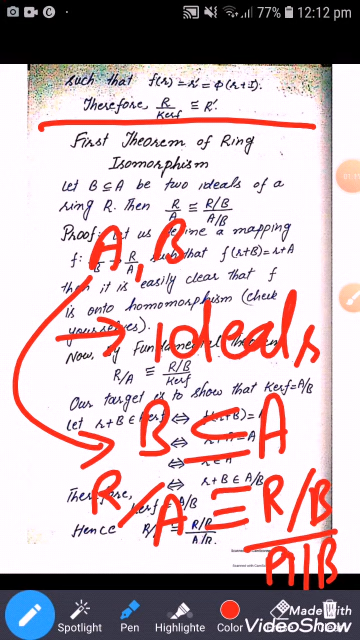 77% 12:12 pm
such that f(r) = r' = φ(r+I).
Therefore, R/Kerf ≅ R'.
First Theorem of Ring
Isomorphism
Let B ⊆ A be two ideals of a
ring R. Then R/A ≅ (R/B)/(A/B)
Proof: Let us define a mapping
f: R/B → R/A such that f(r+B) = r+A
then it is easily clear that f
is onto homomorphism (check
yourselves).
Now, by Fundamental theorem
R/A ≅ (R/B)/Kerf
Our target is to show that Kerf = A/B
Let r+B ∈ Kerf ⇔ f(r+B) = A
⇔ r+A = A
⇔ r ∈ A
⇔ r+B ∈ A/B
Therefore, Kerf = A/B
Hence R/A ≅ (R/B)/(A/B).
A, B
→ ideals
B ⊆ A
R/A ≅ (R/B)/(A/B)
Spotlight Pen Highlighte Color
Made With
VideoShow